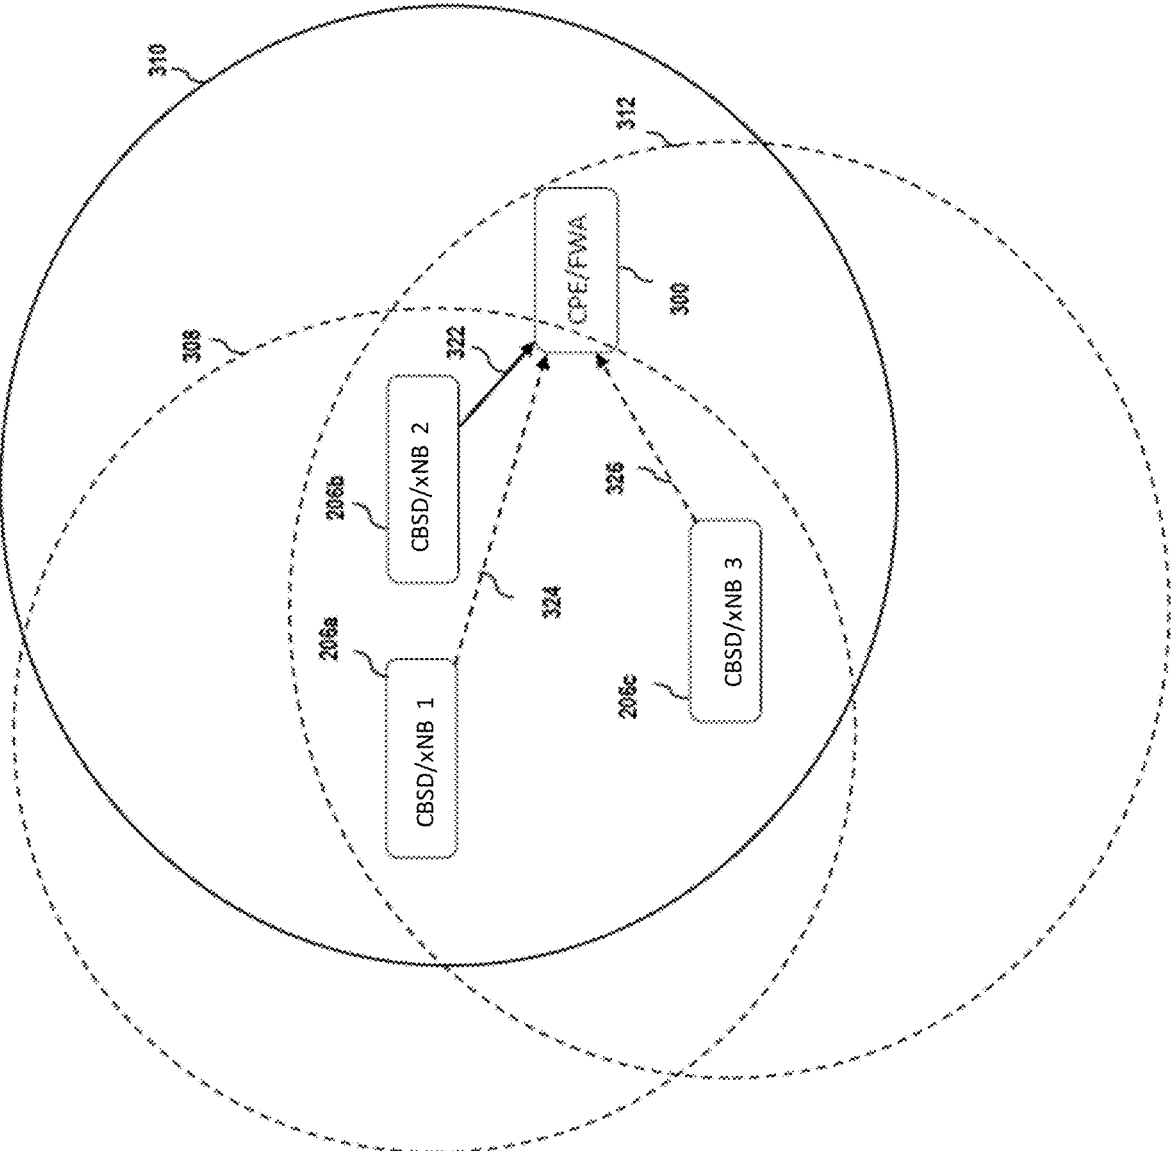 310
308
206a
206b
CBSD/xNB 1
CBSD/xNB 2
322
324
CPE/FWA
326
312
206c
300
CBSD/xNB 3